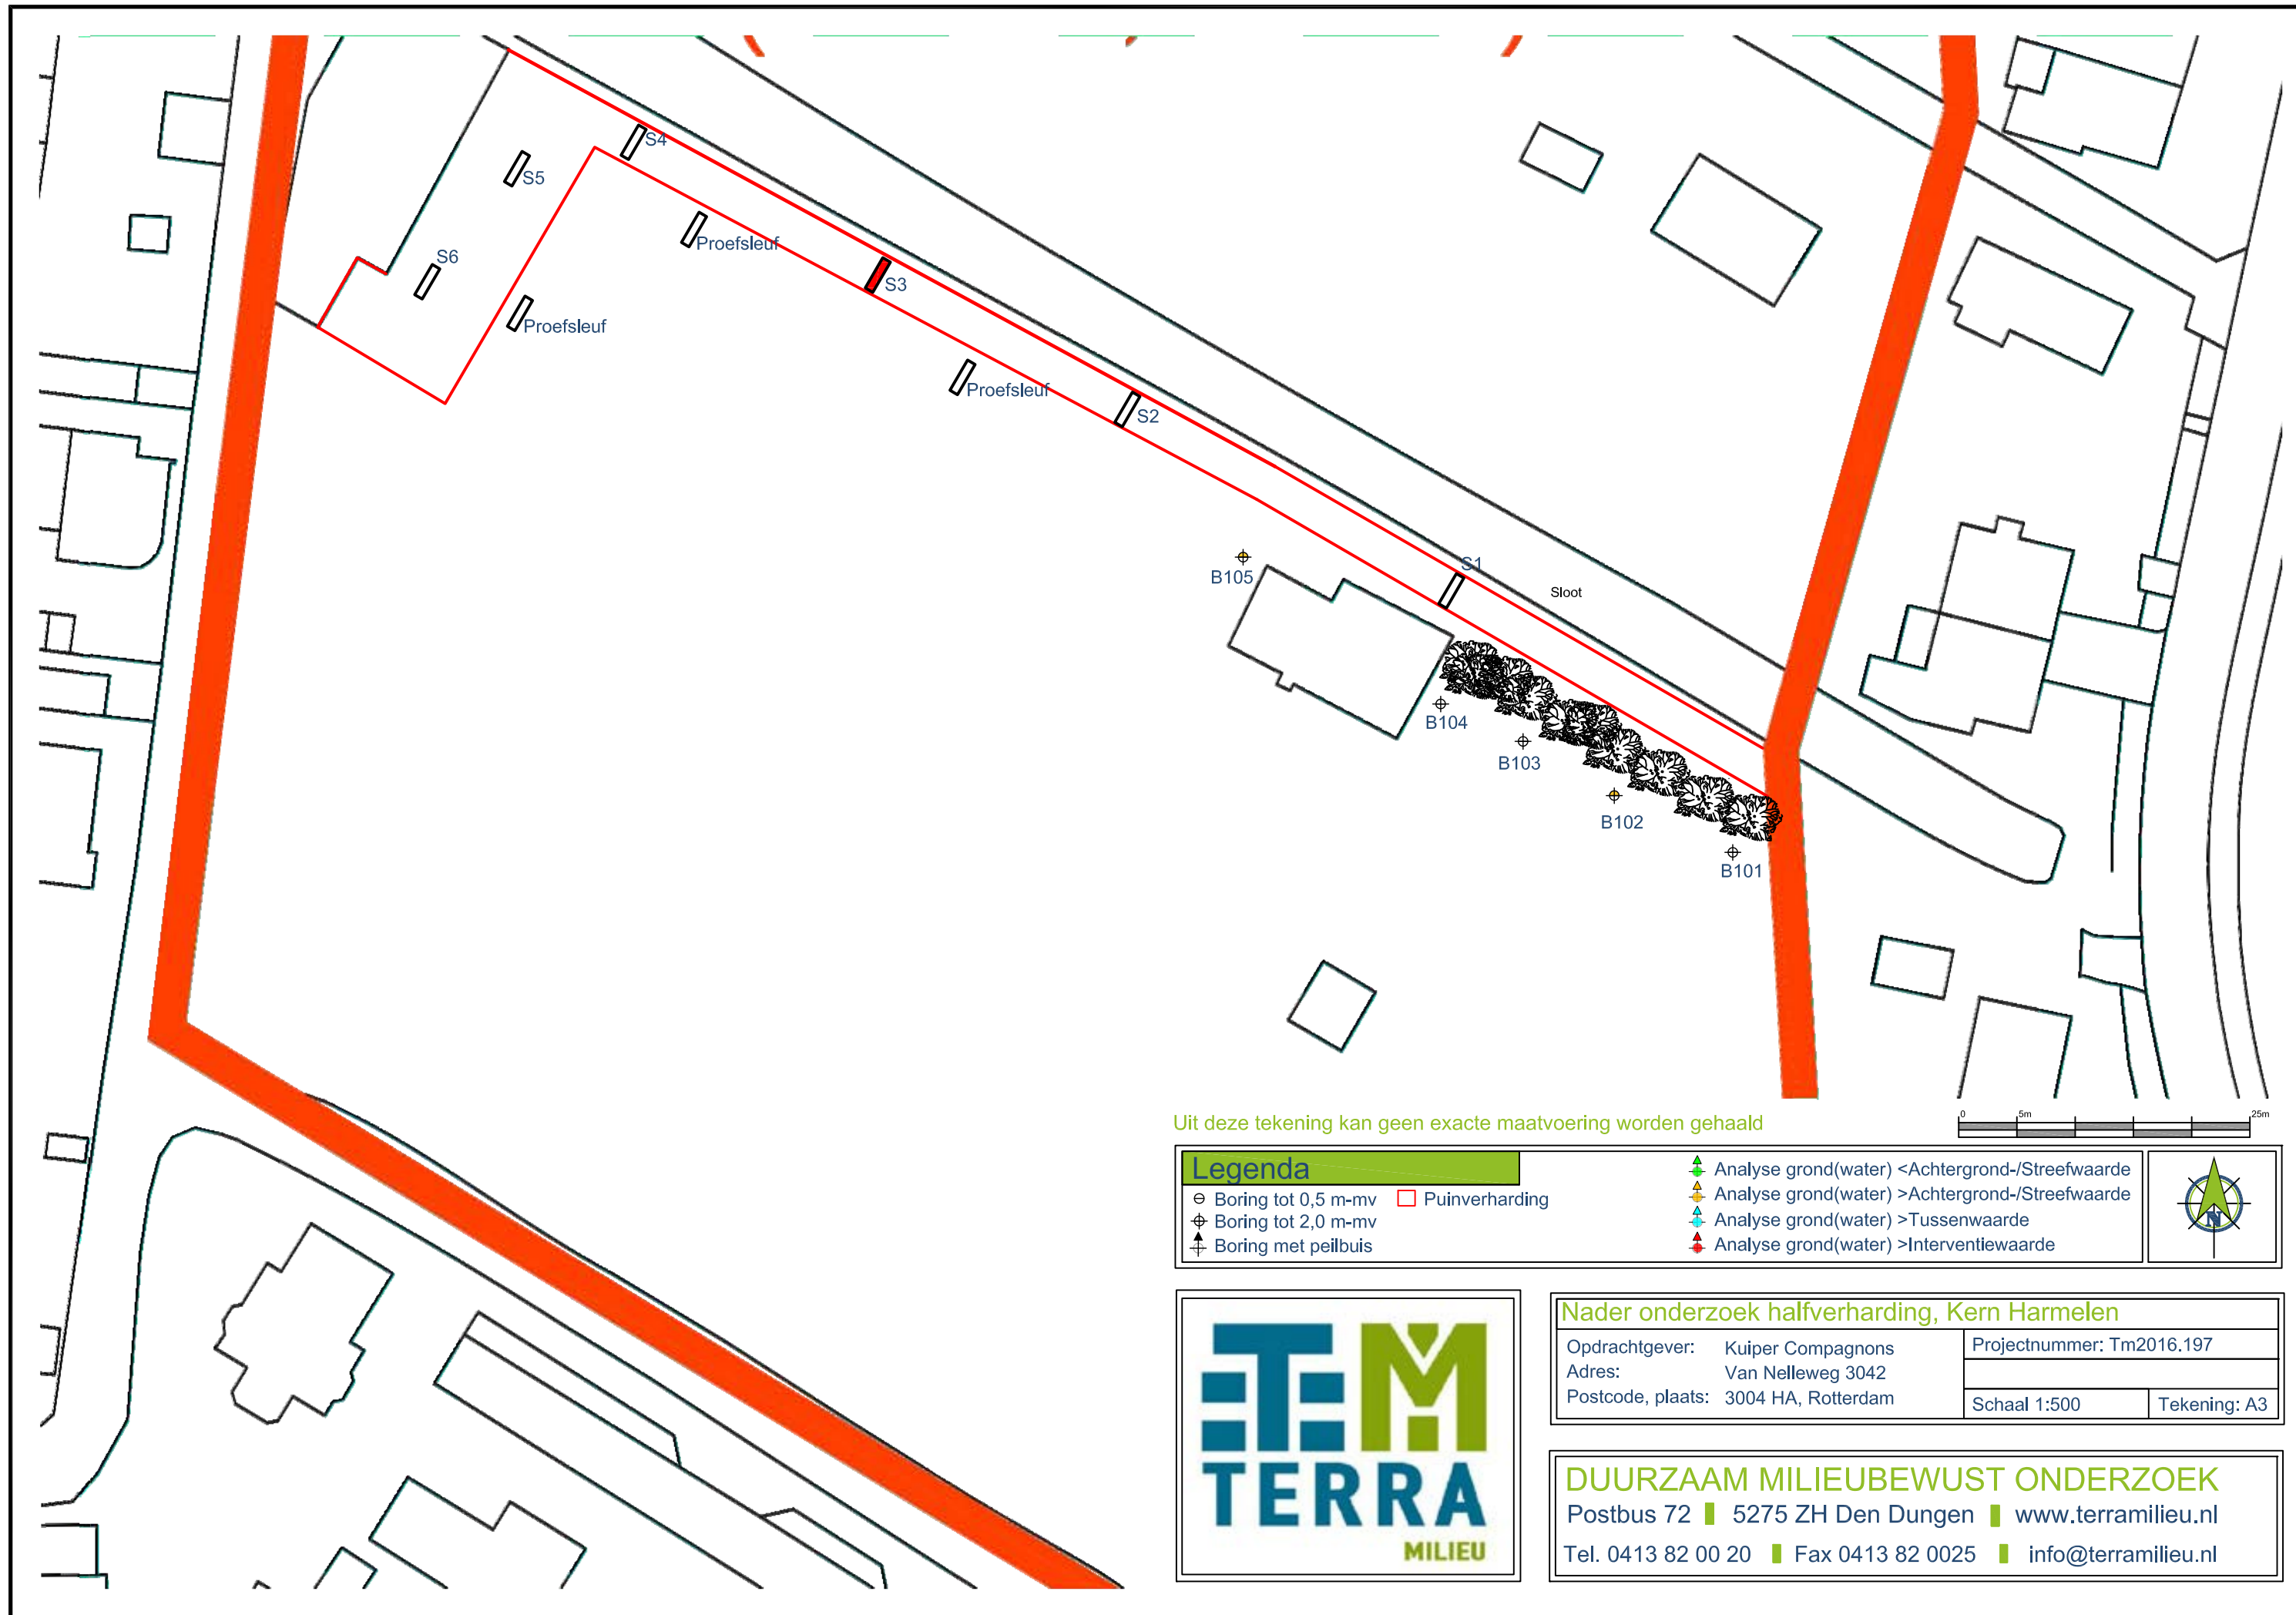 S4
S5
Proefsleuf
S6
S3
Proefsleuf
Proefsleuf
S2
S1
Sloot
B105
B104
B103
B102
B101
Uit deze tekening kan geen exacte maatvoering worden gehaald
0 5m 25m
Legenda
Boring tot 0,5 m-mv
Puinverharding
Boring tot 2,0 m-mv
Boring met peilbuis
Analyse grond(water) <Achtergrond-/Streefwaarde
Analyse grond(water) >Achtergrond-/Streefwaarde
Analyse grond(water) >Tussenwaarde
Analyse grond(water) >Interventiewaarde
N
TM
TERRA
MILIEU
Nader onderzoek halfverharding, Kern Harmelen
Opdrachtgever: Kuiper Compagnons
Adres: Van Nelleweg 3042
Postcode, plaats: 3004 HA, Rotterdam
Projectnummer: Tm2016.197
Schaal 1:500
Tekening: A3
DUURZAAM MILIEUBEWUST ONDERZOEK
Postbus 72 5275 ZH Den Dungen www.terramilieu.nl
Tel. 0413 82 00 20 Fax 0413 82 0025 info@terramilieu.nl